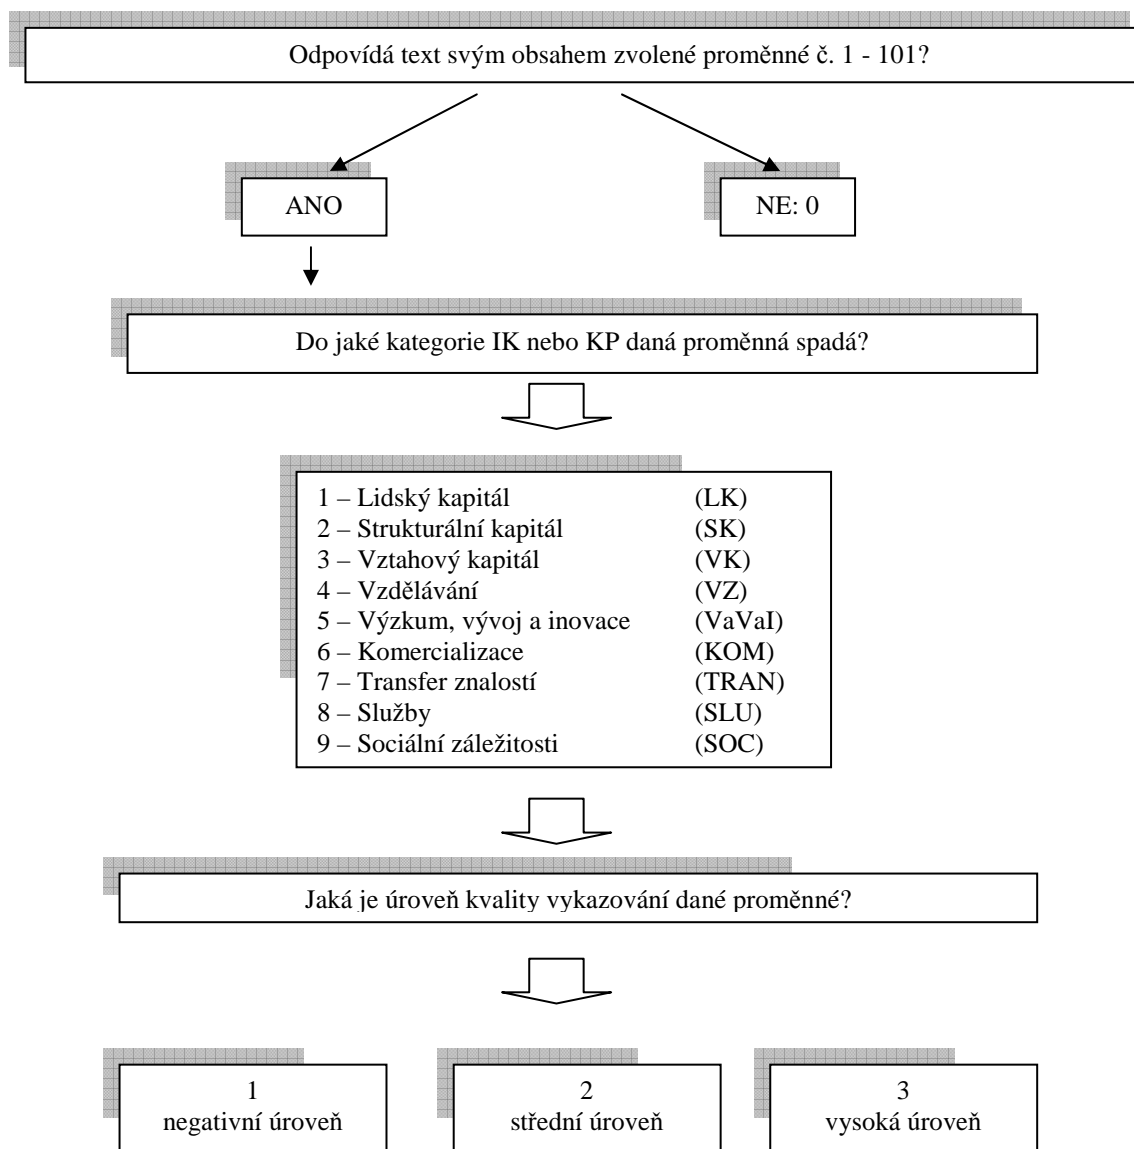 Odpovídá text svým obsahem zvolené proměnné č. 1 - 101?
ANO
NE: 0
Do jaké kategorie IK nebo KP daná proměnná spadá?
1 – Lidský kapitál (LK)
2 – Strukturální kapitál (SK)
3 – Vztahový kapitál (VK)
4 – Vzdělávání (VZ)
5 – Výzkum, vývoj a inovace (VaVaI)
6 – Komercializace (KOM)
7 – Transfer znalostí (TRAN)
8 – Služby (SLU)
9 – Sociální záležitosti (SOC)
Jaká je úroveň kvality vykazování dané proměnné?
1
negativní úroveň
2
střední úroveň
3
vysoká úroveň